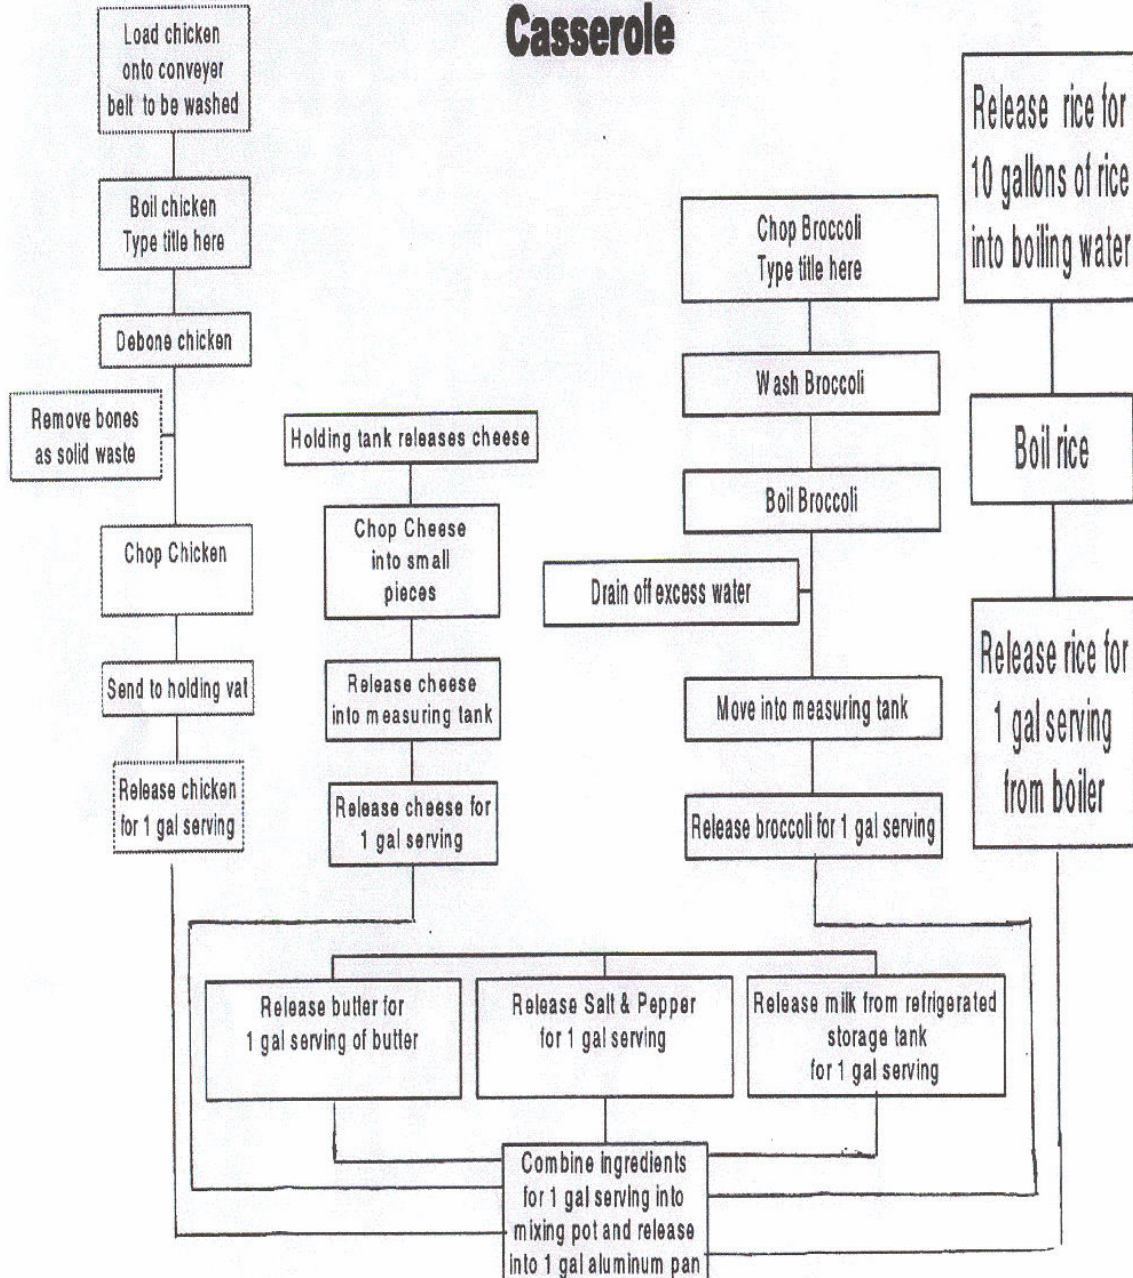 Casserole
Load chicken
onto conveyer
belt to be washed
Boil chicken
Type title here
Debone chicken
Remove bones
as solid waste
Chop Chicken
Send to holding vat
Release chicken
for 1 gal serving
Holding tank releases cheese
Chop Cheese
into small
pieces
Release cheese
into measuring tank
Release cheese for
1 gal serving
Chop Broccoli
Type title here
Wash Broccoli
Boil Broccoli
Drain off excess water
Move into measuring tank
Release broccoli for 1 gal serving
Release rice for
10 gallons of rice
into boiling water
Boil rice
Release rice for
1 gal serving
from boiler
Release butter for
1 gal serving of butter
Release Salt & Pepper
for 1 gal serving
Release milk from refrigerated
storage tank
for 1 gal serving
Combine ingredients
for 1 gal serving into
mixing pot and release
into 1 gal aluminum pan